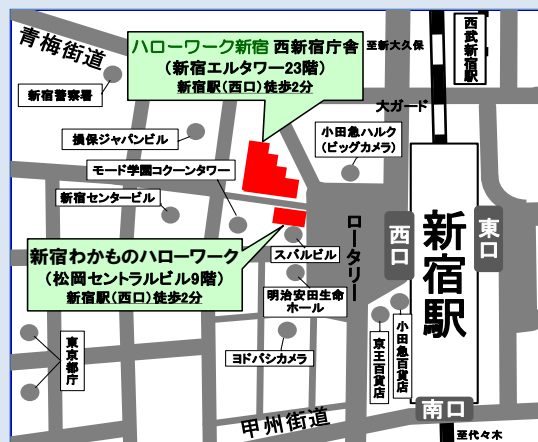 青梅街道
ハローワーク新宿 西新宿庁舎
(新宿エルタワー23階)
新宿駅(西口)徒歩2分
至新大久保
西武新宿駅
新宿警察署
大ガード
損保ジャパンビル
小田急ハルク
(ビッグカメラ)
モード学園コクーンタワー
新宿センタービル
ロータリー
西口
新宿駅
東口
新宿わかものハローワーク
(松岡セントラルビル9階)
新宿駅(西口)徒歩2分
スバルビル
明治安田生命
ホール
東京都庁
ヨドバシカメラ
京王百貨店
小田急百貨店
南口
甲州街道
至代々木